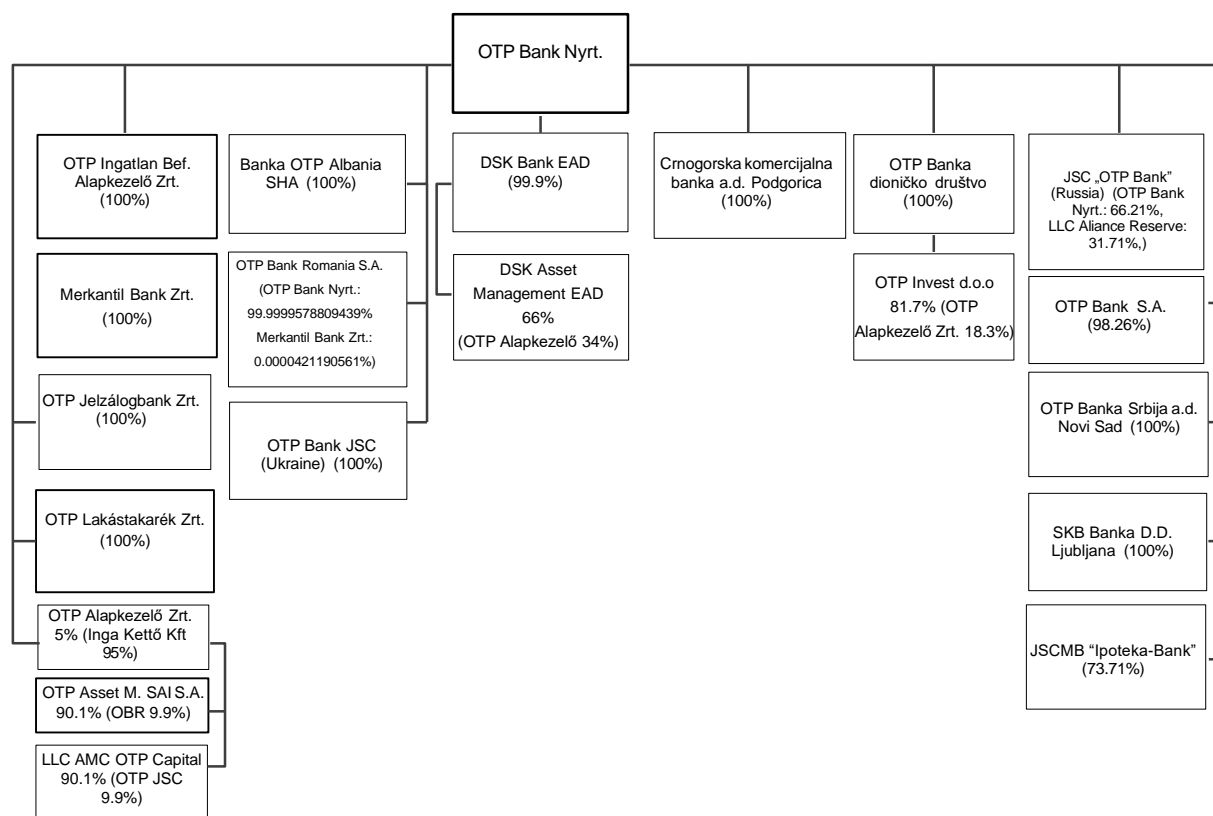 OTP Bank Nyrt.
OTP Ingatlan Bef.
Alapkezelő Zrt.
(100%)
Merkantil Bank Zrt.
(100%)
OTP Jelzálogbank Zrt.
(100%)
OTP Lakástakarék Zrt.
(100%)
OTP Alapkezelő Zrt.
5% (Inga Kettő Kft
95%)
OTP Asset M. SAI S.A.
90.1% (OBR 9.9%)
LLC AMC OTP Capital
90.1% (OTP JSC
9.9%)
Banka OTP Albania
SHA (100%)
OTP Bank Romania S.A.
(OTP Bank Nyrt.:
99.9999578809439%
Merkantil Bank Zrt.:
0.0000421190561%)
OTP Bank JSC
(Ukraine) (100%)
DSK Bank EAD
(99.9%)
DSK Asset
Management EAD
66%
(OTP Alapkezelő 34%)
Crnogorska komercijalna
banka a.d. Podgorica
(100%)
OTP Banka
dioničko društvo
(100%)
OTP Invest d.o.o
81.7% (OTP
Alapkezelő Zrt. 18.3%)
JSC „OTP Bank”
(Russia) (OTP Bank
Nyrt.: 66.21%,
LLC Aliance Reserve:
31.71%,)
OTP Bank S.A.
(98.26%)
OTP Banka Srbija a.d.
Novi Sad (100%)
SKB Banka D.D.
Ljubljana (100%)
JSCMB “Ipoteka-Bank”
(73.71%)